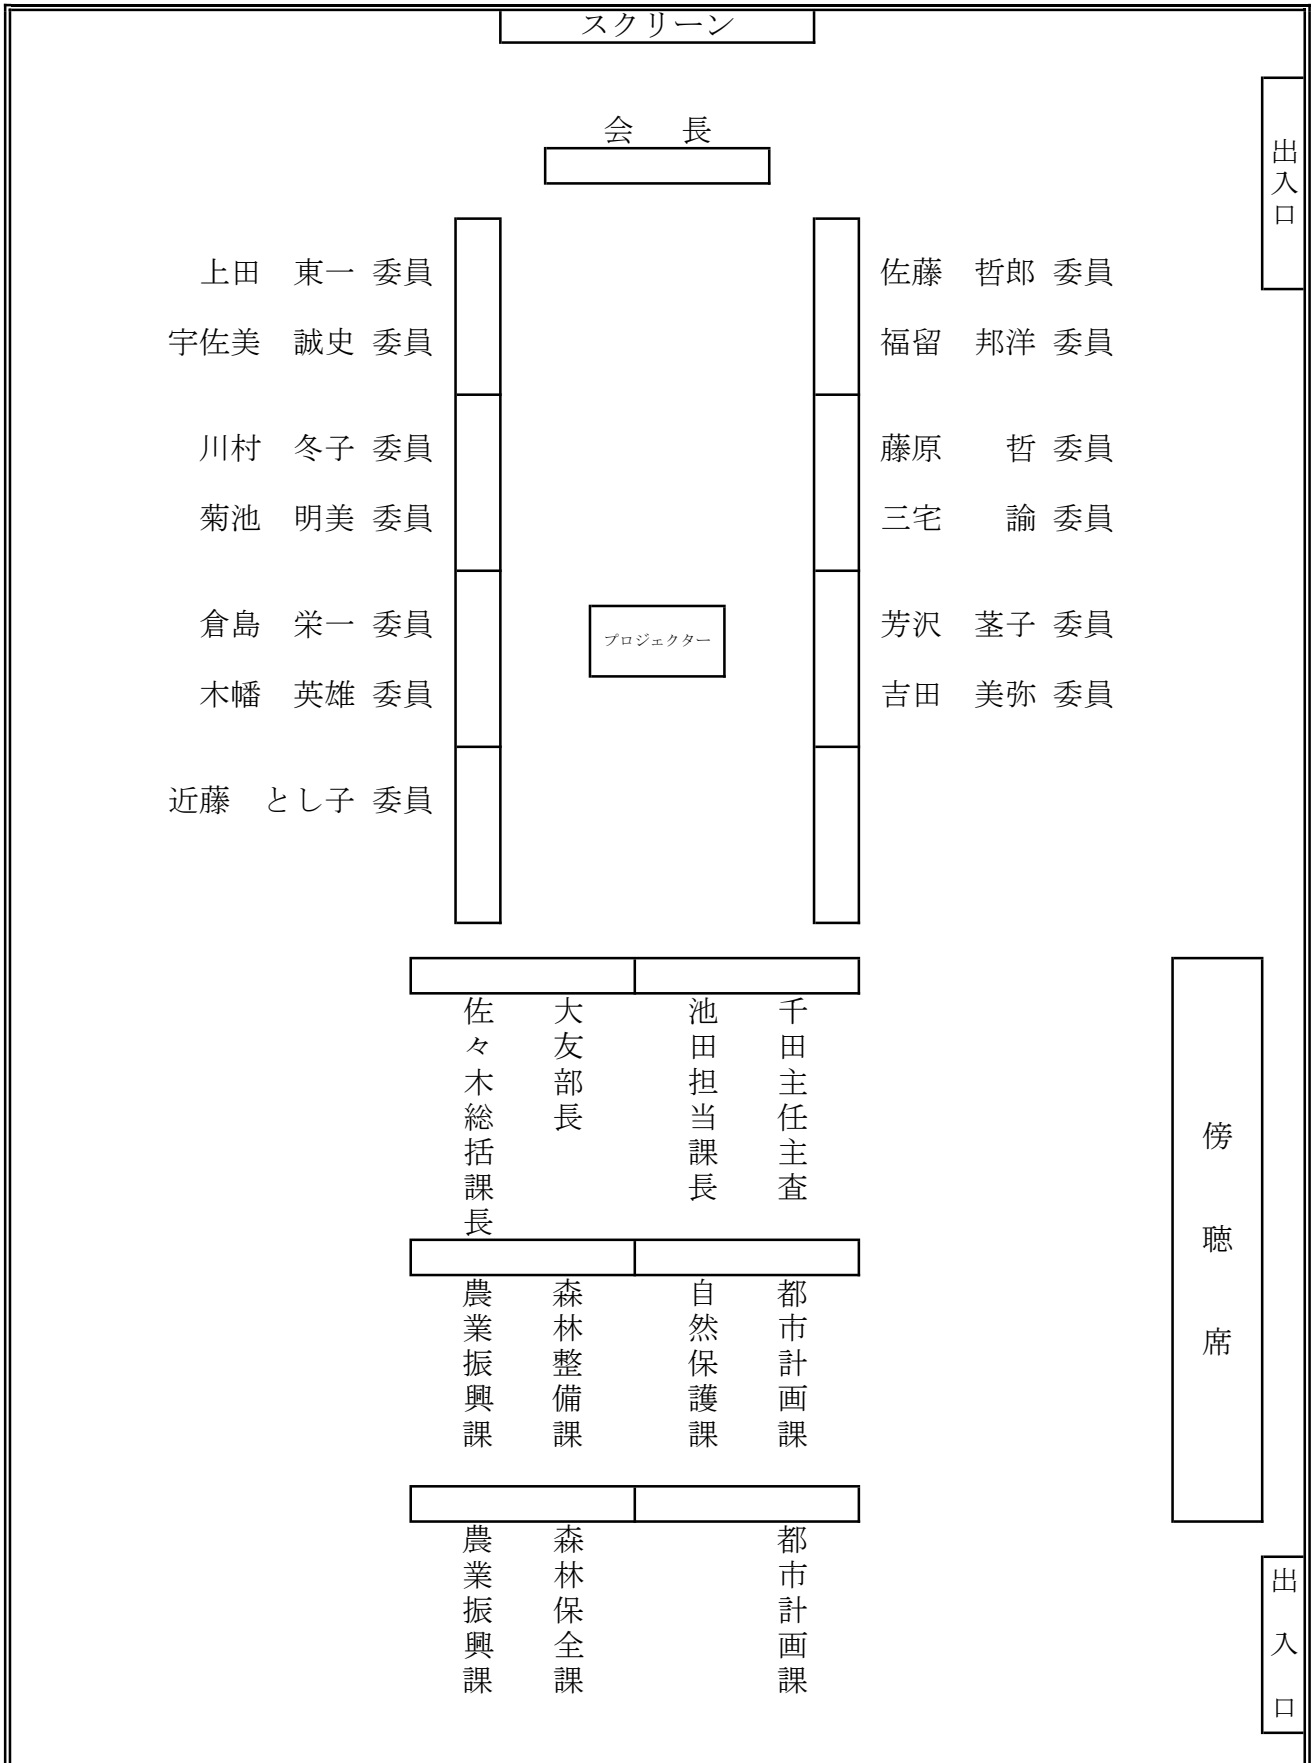 スクリーン
会　長
出入口
上田　東一 委員
佐藤　哲郎 委員
宇佐美　誠史 委員
福留　邦洋 委員
川村　冬子 委員
藤原　　哲 委員
菊池　明美 委員
三宅　　諭 委員
倉島　栄一 委員
プロジェクター
芳沢　茎子 委員
木幡　英雄 委員
吉田　美弥 委員
近藤　とし子 委員
佐々木総括課長
大友部長
池田担当課長
千田主任主査
傍聴席
農業振興課
森林整備課
自然保護課
都市計画課
農業振興課
森林保全課
都市計画課
出入口